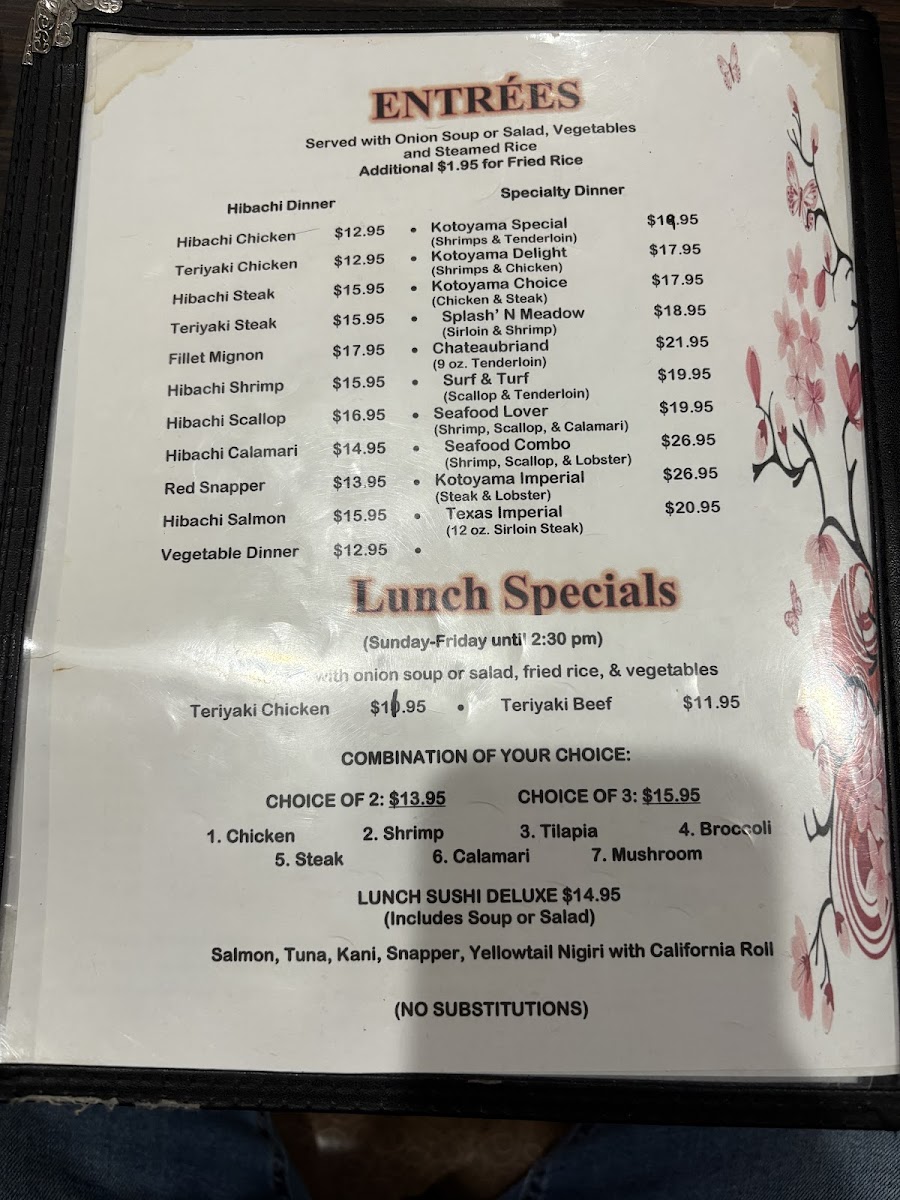 ENTRÉES
Served with Onion Soup or Salad, Vegetables
and Steamed Rice
Additional $1.95 for Fried Rice
Hibachi Dinner
Hibachi Chicken $12.95
Teriyaki Chicken $12.95
Hibachi Steak $15.95
Teriyaki Steak $15.95
Fillet Mignon $17.95
Hibachi Shrimp $15.95
Hibachi Scallop $16.95
Hibachi Calamari $14.95
Red Snapper $13.95
Hibachi Salmon $15.95
Vegetable Dinner $12.95
Specialty Dinner
• Kotoyama Special
(Shrimps & Tenderloin)
• Kotoyama Delight $17.95
(Shrimps & Chicken)
• Kotoyama Choice $17.95
(Chicken & Steak)
• Splash' N Meadow $18.95
(Sirloin & Shrimp)
• Chateaubriand $21.95
(9 oz. Tenderloin)
• Surf & Turf $19.95
(Scallop & Tenderloin)
• Seafood Lover $19.95
(Shrimp, Scallop, & Calamari)
• Seafood Combo $26.95
(Shrimp, Scallop, & Lobster)
• Kotoyama Imperial $26.95
(Steak & Lobster)
• Texas Imperial $20.95
(12 oz. Sirloin Steak)
•
Lunch Specials
(Sunday-Friday until 2:30 pm)
with onion soup or salad, fried rice, & vegetables
Teriyaki Chicken • Teriyaki Beef $11.95
COMBINATION OF YOUR CHOICE:
CHOICE OF 2: $13.95 CHOICE OF 3: $15.95
1. Chicken 2. Shrimp 3. Tilapia 4. Broccoli
5. Steak 6. Calamari 7. Mushroom
LUNCH SUSHI DELUXE $14.95
(Includes Soup or Salad)
Salmon, Tuna, Kani, Snapper, Yellowtail Nigiri with California Roll
(NO SUBSTITUTIONS)